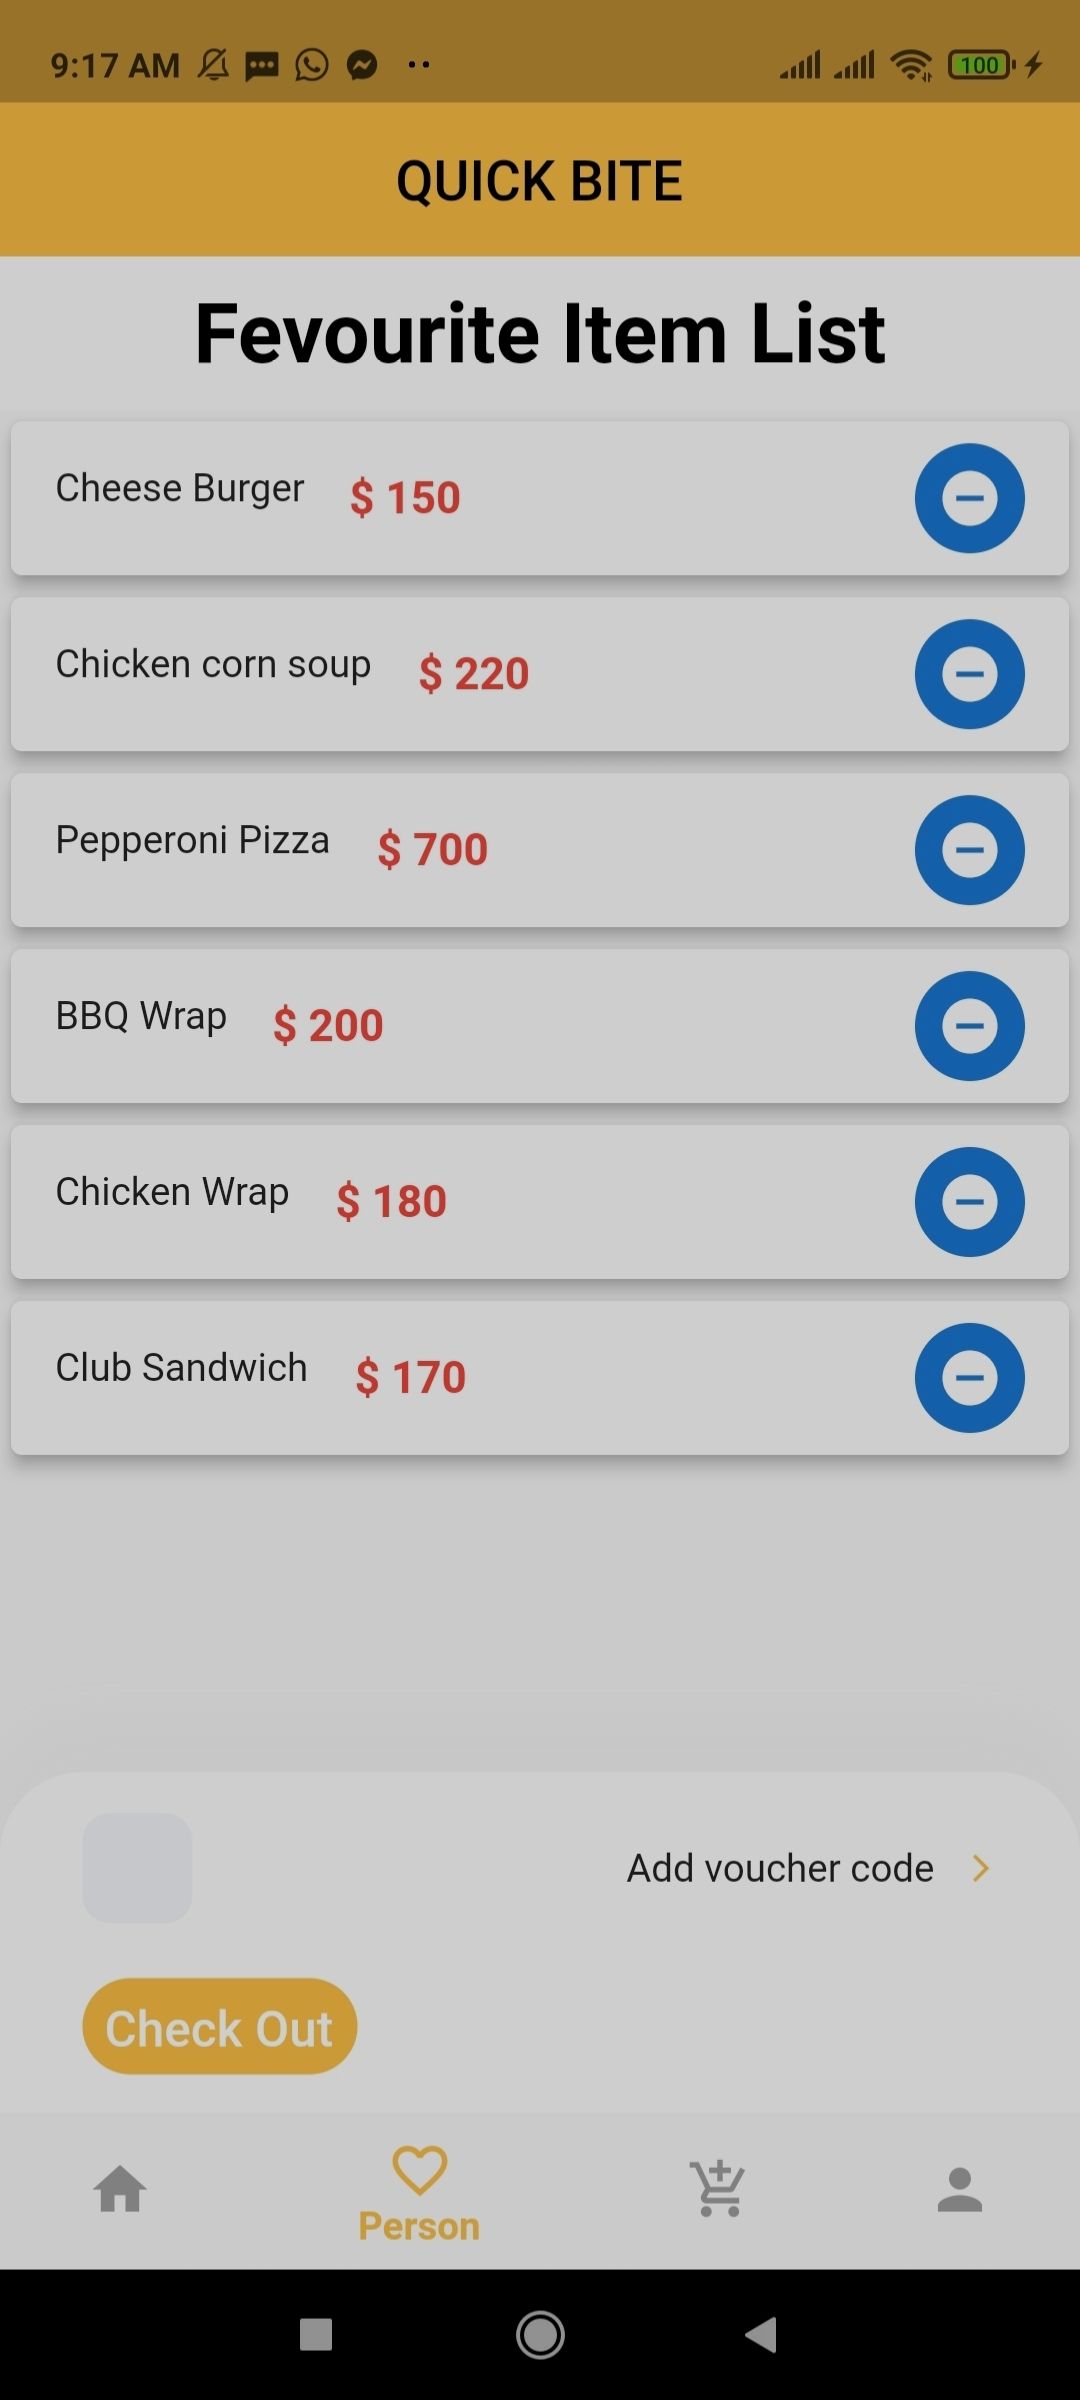 9:17 AM
100
QUICK BITE
Fevourite Item List
Cheese Burger $ 150
Chicken corn soup $ 220
Pepperoni Pizza $ 700
BBQ Wrap $ 200
Chicken Wrap $ 180
Club Sandwich $ 170
Add voucher code
Check Out
Person